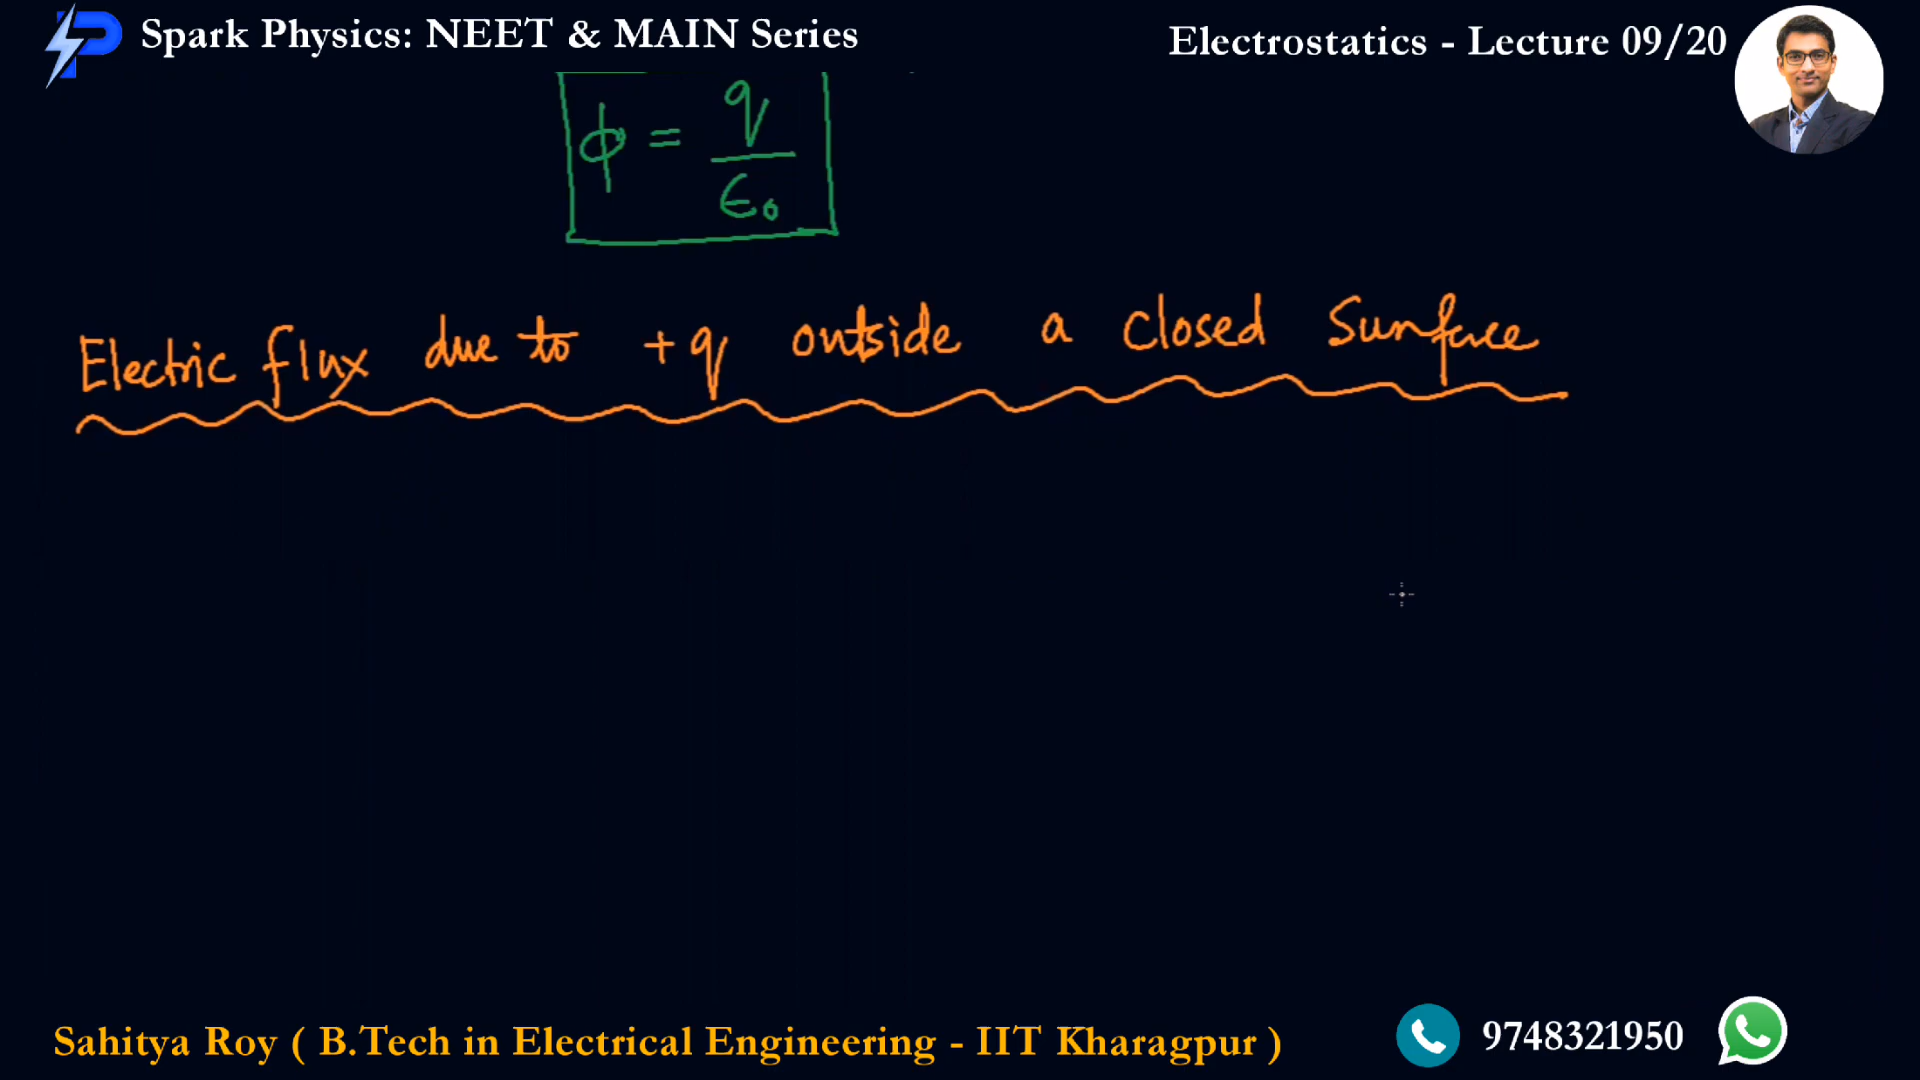 Spark Physics: NEET & MAIN Series
Electrostatics - Lecture 09/20
ϕ = q/ε₀
Electric flux due to +q outside a closed surface
Sahitya Roy ( B.Tech in Electrical Engineering - IIT Kharagpur )
9748321950